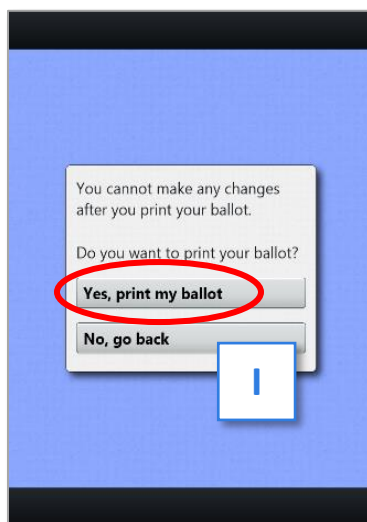 You cannot make any changes
after you print your ballot.
Do you want to print your ballot?
Yes, print my ballot
No, go back
I